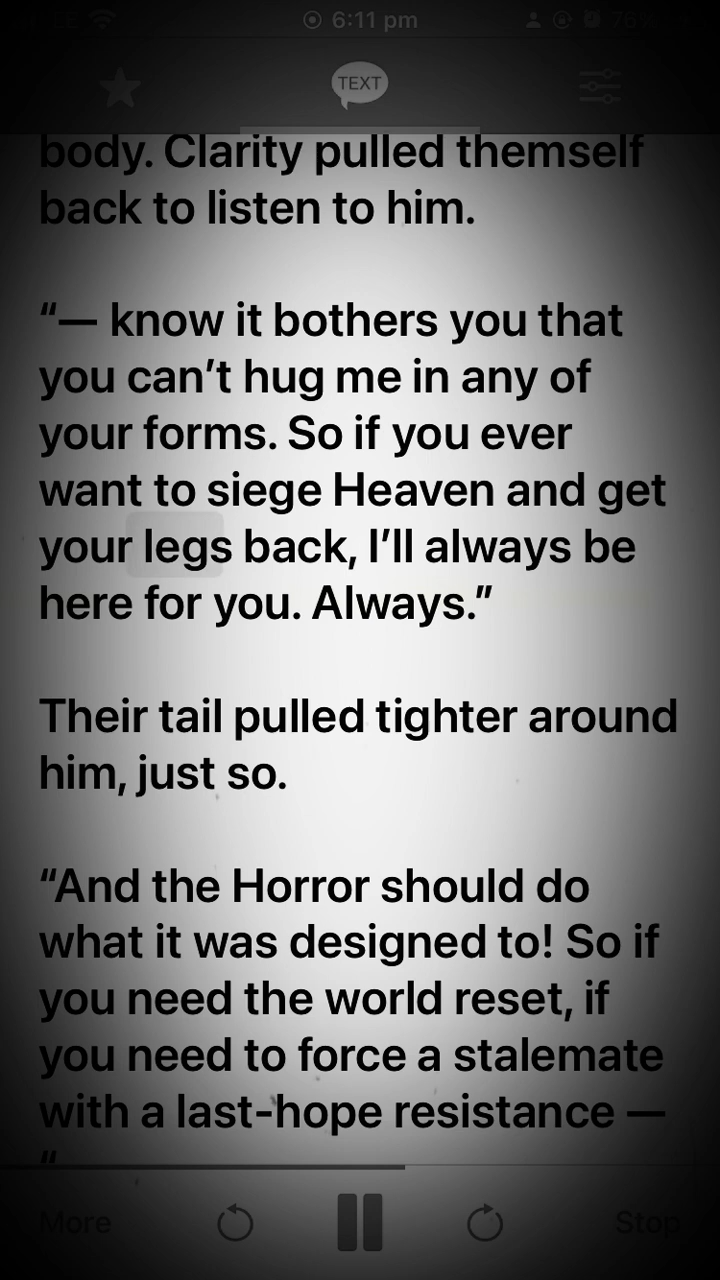 6:11 pm
76%
TEXT
body. Clarity pulled themself
back to listen to him.
“— know it bothers you that
you can’t hug me in any of
your forms. So if you ever
want to siege Heaven and get
your legs back, I’ll always be
here for you. Always.”
Their tail pulled tighter around
him, just so.
“And the Horror should do
what it was designed to! So if
you need the world reset, if
you need to force a stalemate
with a last-hope resistance —
“
More
Stop